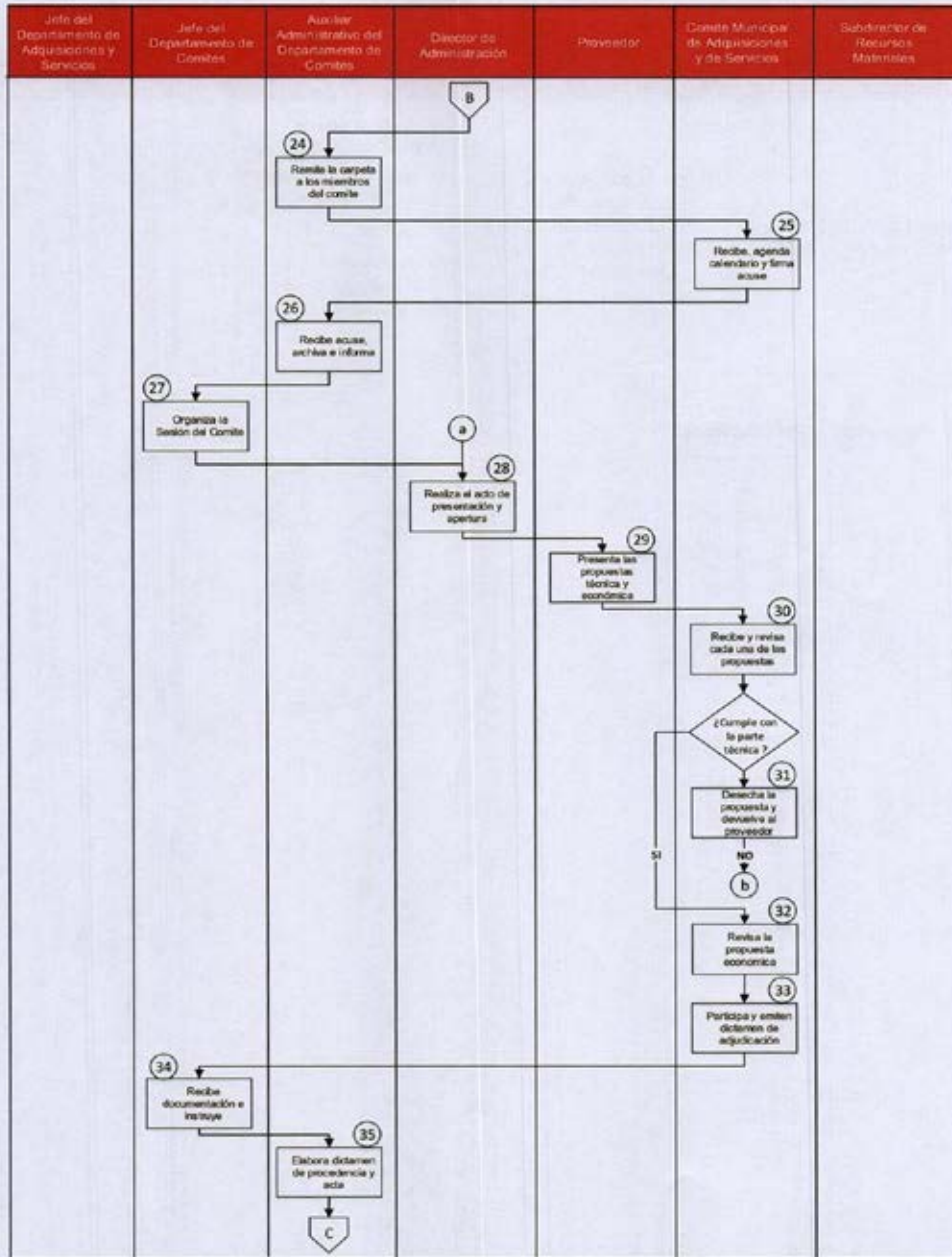 Jefe del
Departamento de
Adquisiciones y
Servicios
Jefe del
Departamento de
Comites
Auxiliar
Administrativo del
Departamento de
Comites
Director de
Administración
Proveedor
Comité Municipal
de Adquisiciones
y de Servicios
Subdirector de
Recursos
Materiales
B
24
Remite la carpeta
a los miembros
del comite
25
Recibe, agenda
calendario y firma
acuse
26
Recibe acuse,
archiva e informa
27
Organiza la
Sesión del Comite
a
28
Realiza el acto de
presentación y
apertura
29
Presenta las
propuestas
técnica y
económica
30
Recibe y revisa
cada una de las
propuestas
¿Cumple con
la parte
técnica ?
31
Desecha la
propuesta y
devuelve al
proveedor
SI
NO
b
32
Revisa la
propuesta
economica
33
Participa y emiten
dictamen de
adjudicación
34
Recibe
documentación e
instruye
35
Elabora dictamen
de procedencia y
acta
C